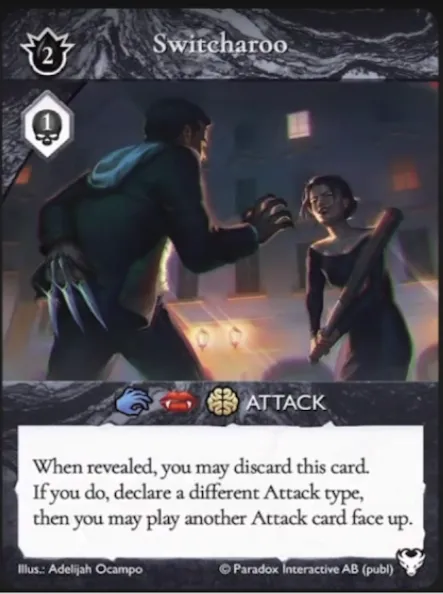 2
Switcharoo
1
ATTACK
When revealed, you may discard this card.
If you do, declare a different Attack type,
then you may play another Attack card face up.
Illus.: Adelijah Ocampo © Paradox Interactive AB (publ)